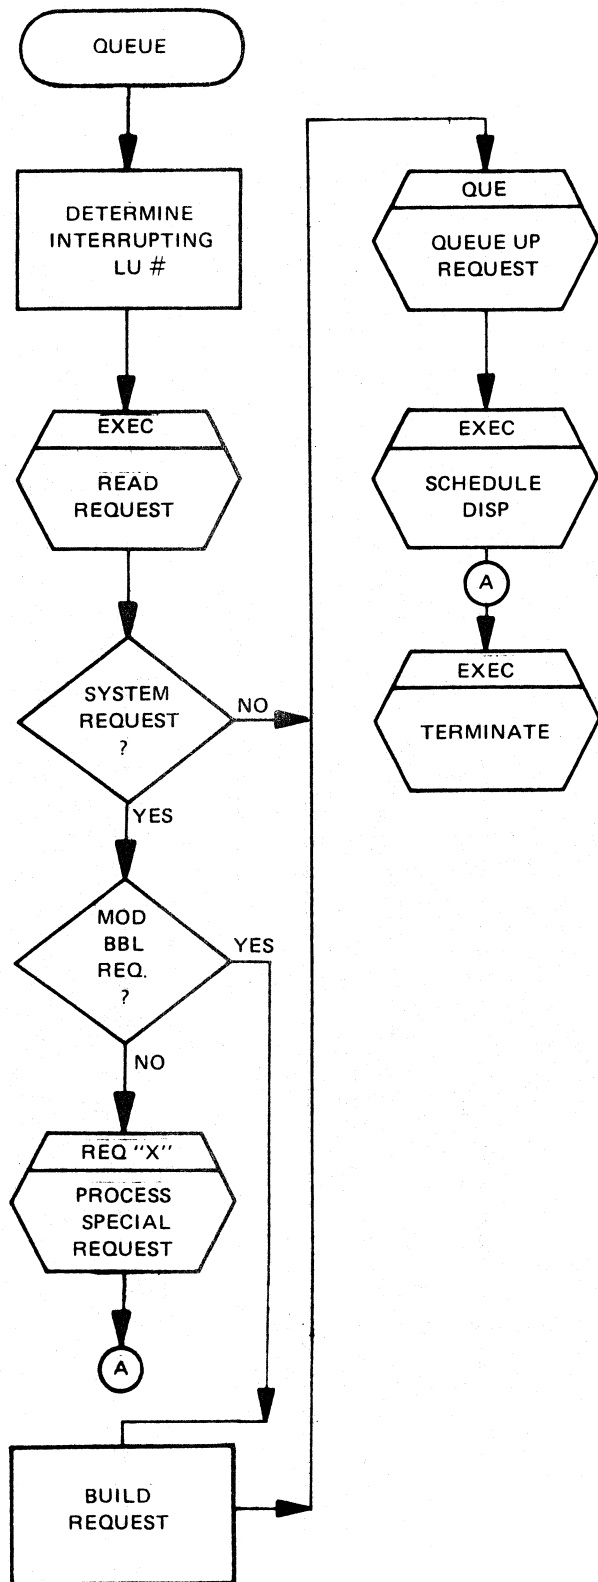 QUEUE
DETERMINE
INTERRUPTING
LU #
EXEC
READ
REQUEST
SYSTEM
REQUEST
?
NO
YES
MOD
BBL
REQ.
?
YES
NO
REQ "X"
PROCESS
SPECIAL
REQUEST
A
BUILD
REQUEST
QUE
QUEUE UP
REQUEST
EXEC
SCHEDULE
DISP
A
EXEC
TERMINATE